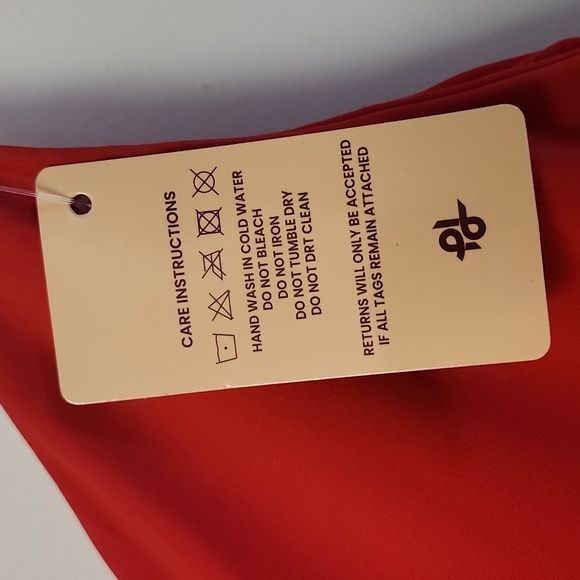 CARE INSTRUCTIONS
HAND WASH IN COLD WATER
DO NOT BLEACH
DO NOT IRON
DO NOT TUMBLE DRY
DO NOT DRT CLEAN
RETURNS WILL ONLY BE ACCEPTED
IF ALL TAGS REMAIN ATTACHED